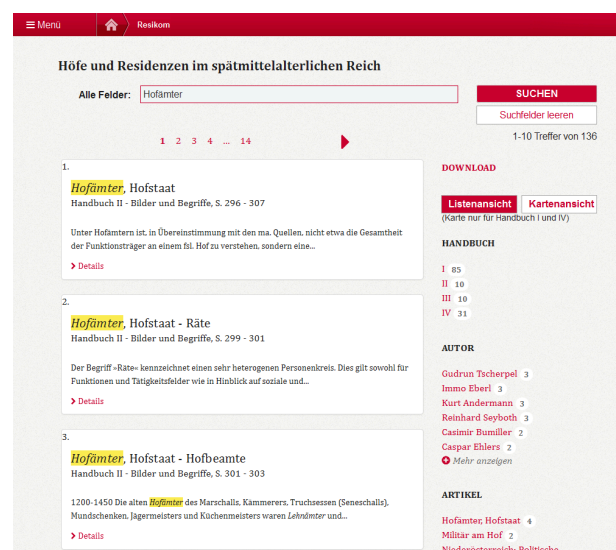 Menü
Resikom
Höfe und Residenzen im spätmittelalterlichen Reich
Alle Felder:
Hofämter
SUCHEN
Suchfelder leeren
1 2 3 4 ... 14
1-10 Treffer von 136
1.
Hofämter, Hofstaat
Handbuch II - Bilder und Begriffe, S. 296 - 307
Unter Hofämtern ist, in Übereinstimmung mit den ma. Quellen, nicht etwa die Gesamtheit
der Funktionsträger an einem fsl. Hof zu verstehen, sondern eine...
Details
2.
Hofämter, Hofstaat - Räte
Handbuch II - Bilder und Begriffe, S. 299 - 301
Der Begriff »Räte« kennzeichnet einen sehr heterogenen Personenkreis. Dies gilt sowohl für
Funktionen und Tätigkeitsfelder wie in Hinblick auf soziale und...
Details
3.
Hofämter, Hofstaat - Hofbeamte
Handbuch II - Bilder und Begriffe, S. 301 - 303
1200-1450 Die alten Hofämter des Marschalls, Kämmerers, Truchsessen (Seneschalls),
Mundschenken, Jägermeisters und Küchenmeisters waren Lehnämter und...
Details
DOWNLOAD
Listenansicht Kartenansicht
(Karte nur für Handbuch I und IV)
HANDBUCH
I 85
II 10
III 10
IV 31
AUTOR
Gudrun Tscherpel 3
Immo Eberl 3
Kurt Andermann 3
Reinhard Seyboth 3
Casimir Bumiller 2
Caspar Ehlers 2
Mehr anzeigen
ARTIKEL
Hofämter, Hofstaat 4
Militär am Hof 2
Niederösterreich: Politische